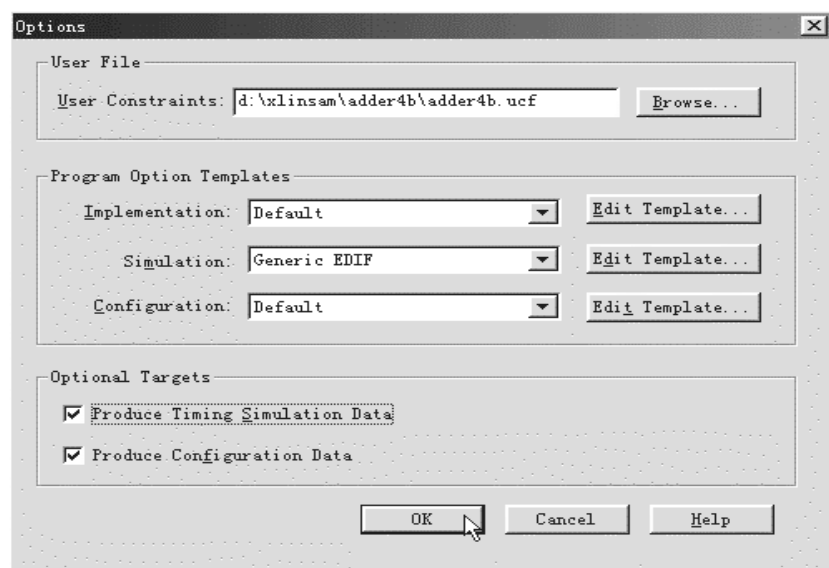 Options
User File
User Constraints: d:\xlinsam\adder4b\adder4b.ucf Browse...
Program Option Templates
Implementation: Default Edit Template...
Simulation: Generic EDIF Edit Template...
Configuration: Default Edit Template...
Optional Targets
Produce Timing Simulation Data
Produce Configuration Data
OK Cancel Help